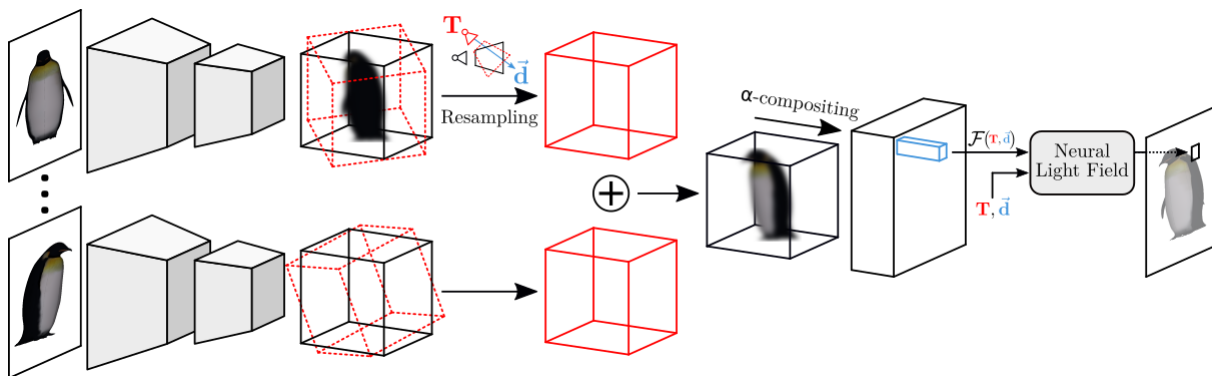 T
d⃗
Resampling
α-compositing
F(T, d⃗)
Neural
Light Field
T, d⃗